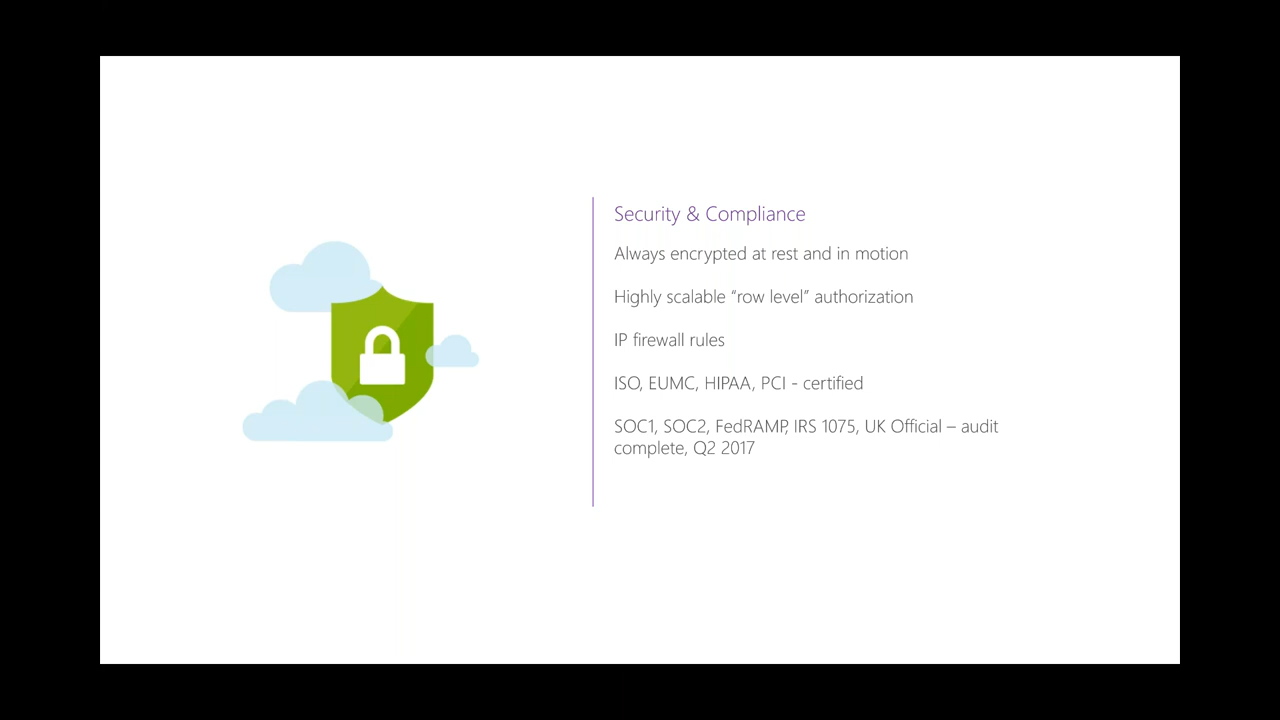 Security & Compliance
Always encrypted at rest and in motion
Highly scalable “row level” authorization
IP firewall rules
ISO, EUMC, HIPAA, PCI - certified
SOC1, SOC2, FedRAMP, IRS 1075, UK Official – audit
complete, Q2 2017